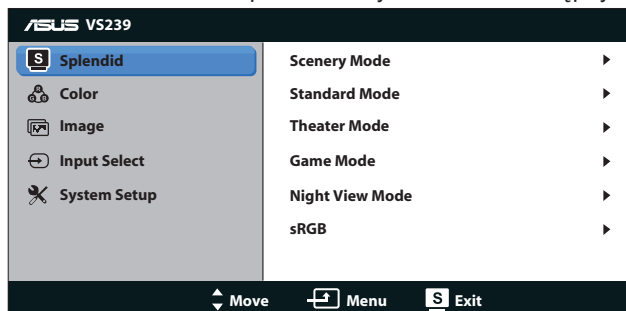 ASUS VS239
S Splendid
Color
Image
Input Select
System Setup
Scenery Mode
Standard Mode
Theater Mode
Game Mode
Night View Mode
sRGB
Move Menu S Exit